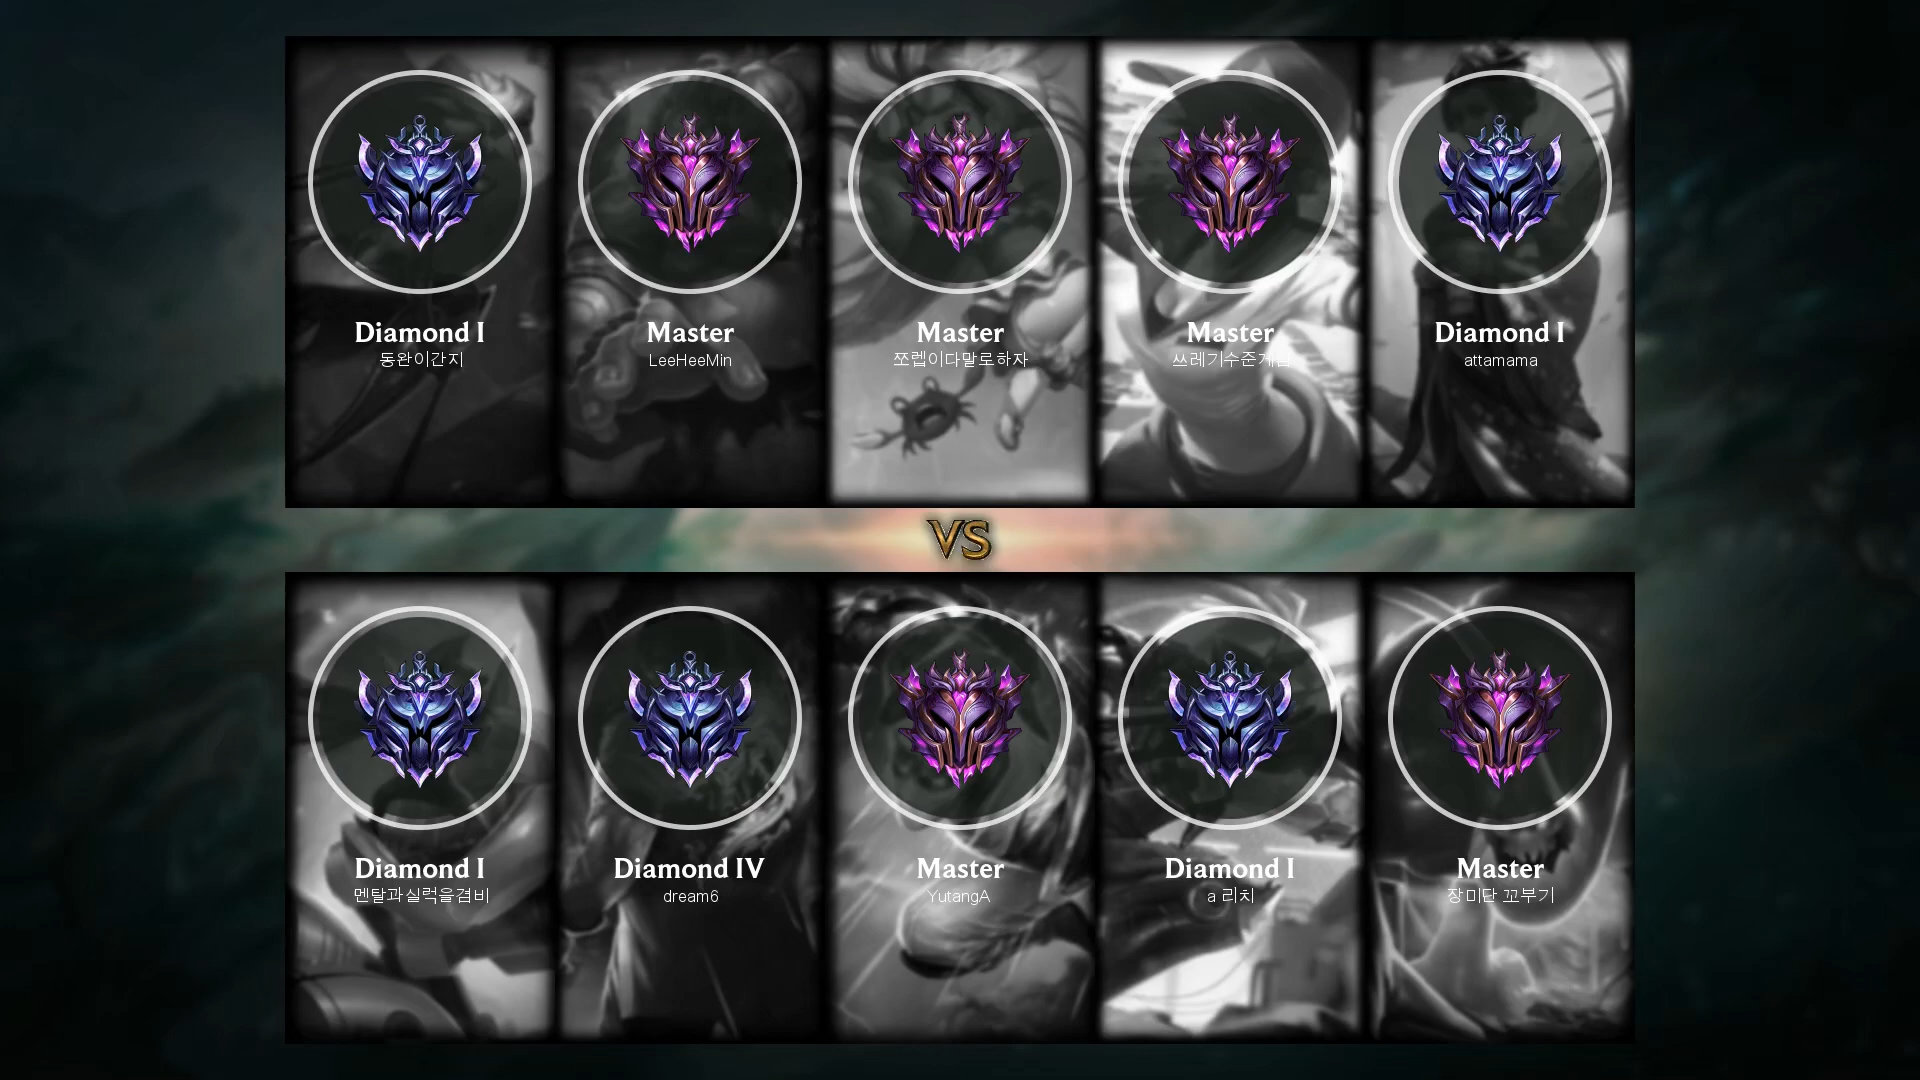 Diamond I
동완이간지
Master
LeeHeeMin
Master
쪼렙이다말로하자
Master
쓰레기수준게임
Diamond I
attamama
VS
Diamond I
멘탈과실력을겸비
Diamond IV
dream6
Master
YutangA
Diamond I
a 리치
Master
장미단 꼬부기